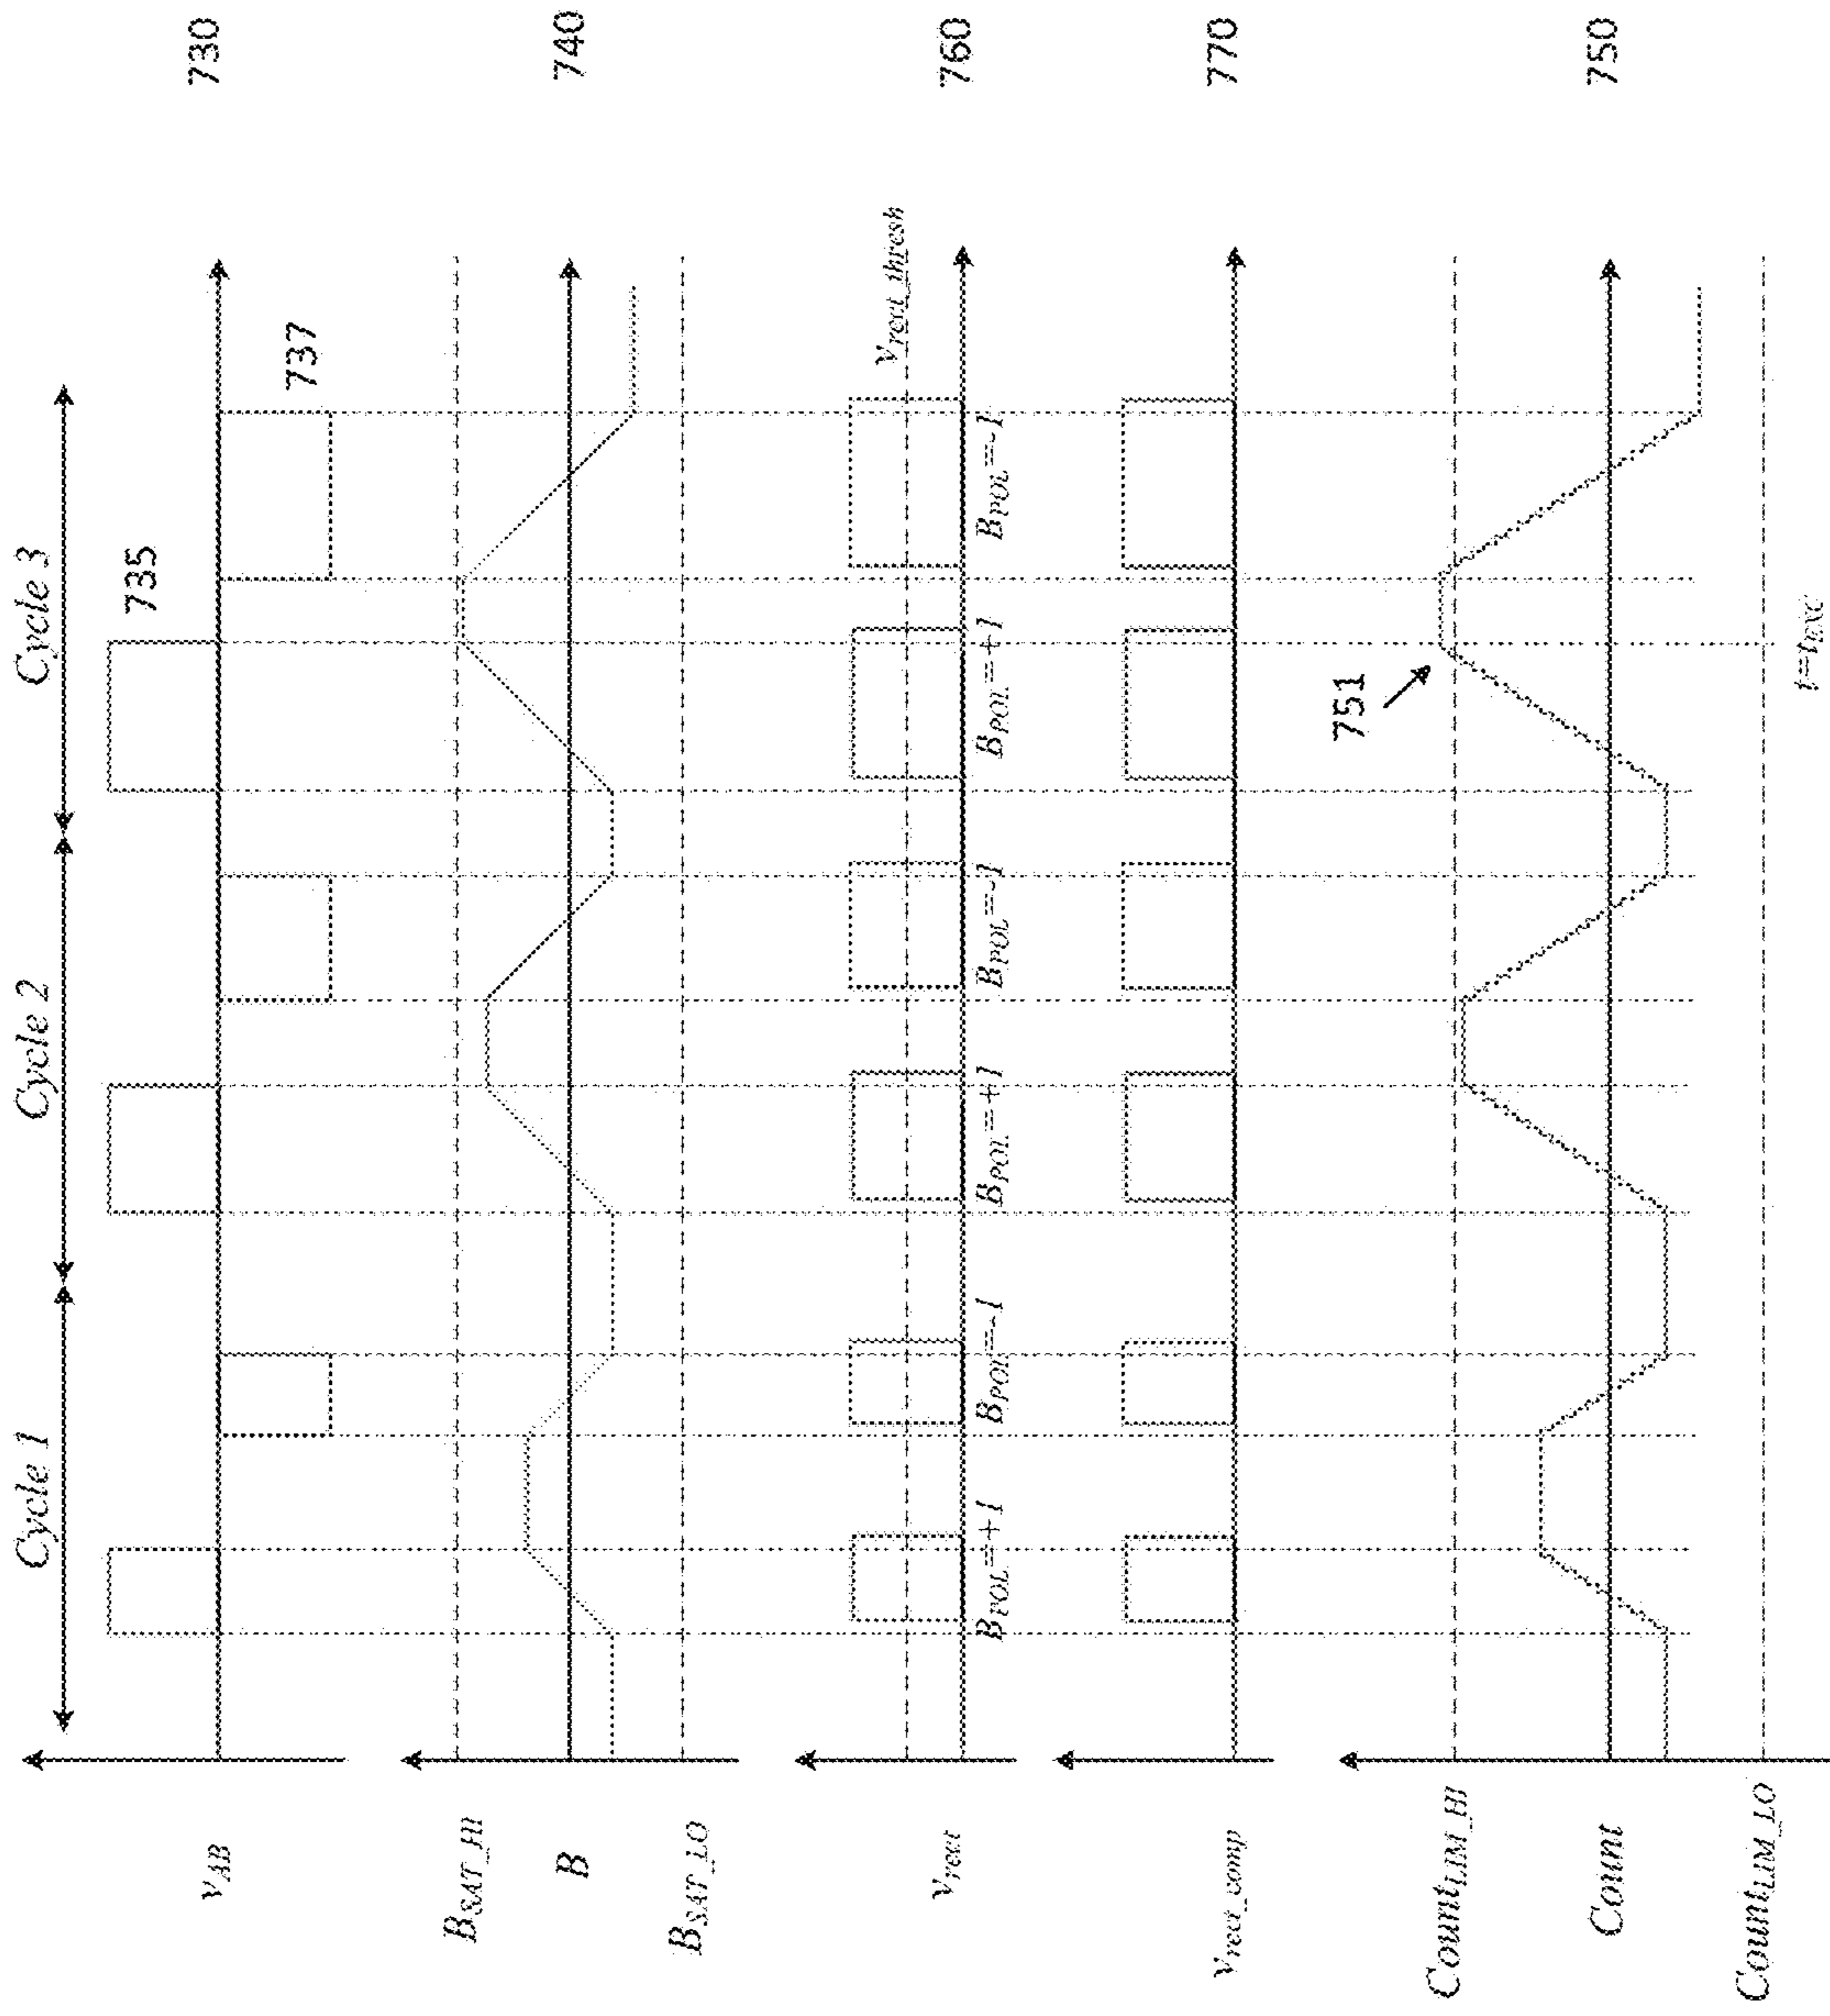 Cycle 1
Cycle 2
Cycle 3
735
737
v_AB
730
B_SAT_HI
B
740
B_SAT_LO
v_rect_thresh
v_rect
760
B_POL=+1
B_POL=-1
B_POL=+1
B_POL=-1
B_POL=+1
B_POL=-1
v_rect_comp
770
751
Count_LIM_HI
Count
750
Count_LIM_LO
t=t_EXC